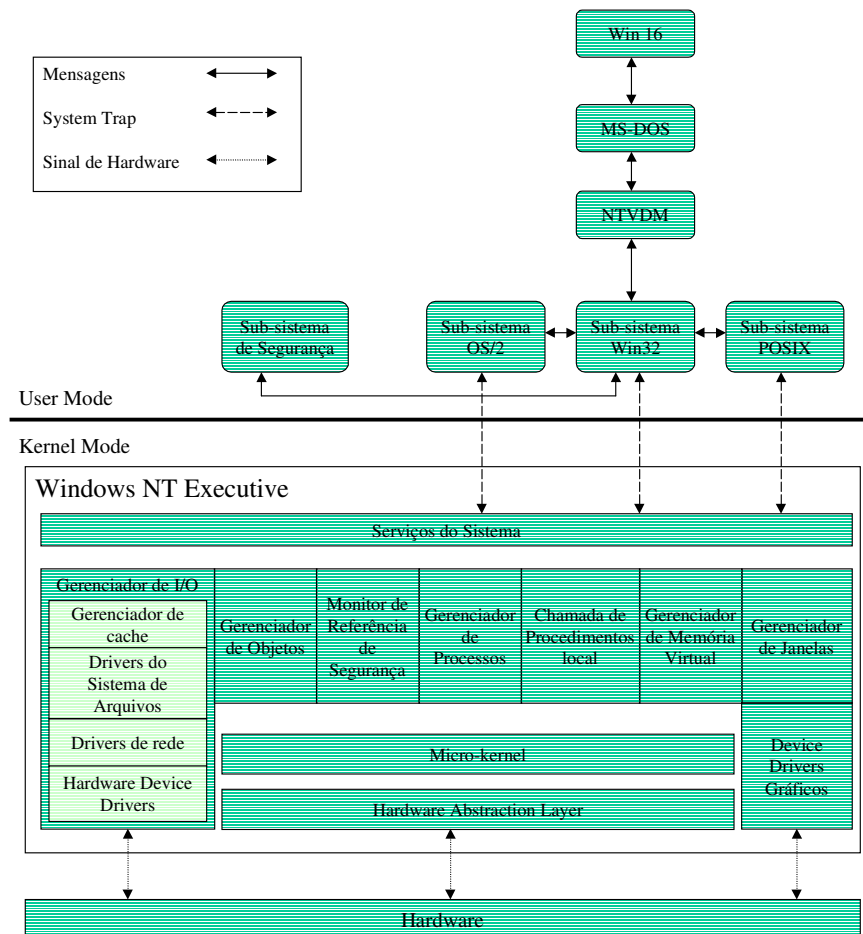 Win 16
Mensagens
System Trap
MS-DOS
Sinal de Hardware
NTVDM
Sub-sistema
de Segurança
Sub-sistema
OS/2
Sub-sistema
Win32
Sub-sistema
POSIX
User Mode
Kernel Mode
Windows NT Executive
Serviços do Sistema
Gerenciador de I/O
Gerenciador de
cache
Drivers do
Sistema de
Arquivos
Drivers de rede
Hardware Device
Drivers
Gerenciador
de Objetos
Monitor de
Referência
de
Segurança
Gerenciador
de
Processos
Chamada de
Procedimentos
local
Gerenciador
de Memória
Virtual
Gerenciador
de Janelas
Micro-kernel
Hardware Abstraction Layer
Device
Drivers
Gráficos
Hardware